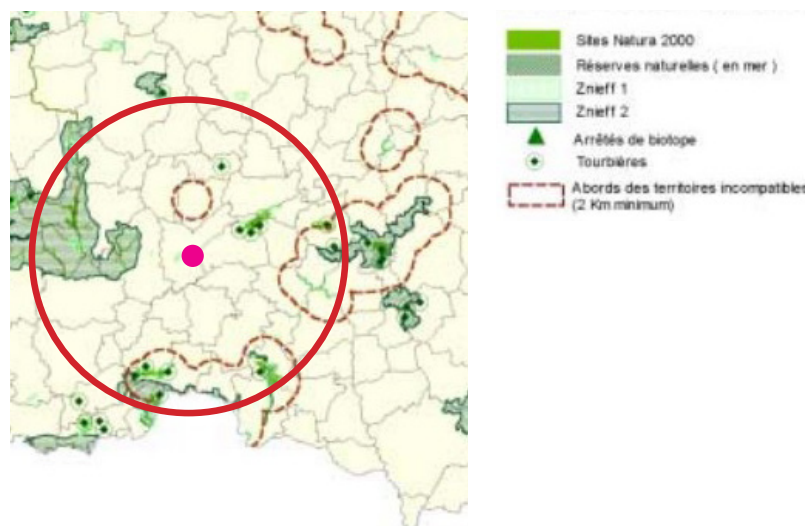 Sites Natura 2000
Réserves naturelles ( en mer )
Znieff 1
Znieff 2
Arrêtés de biotope
Tourbières
Abords des territoires incompatibles
(2 Km minimum)